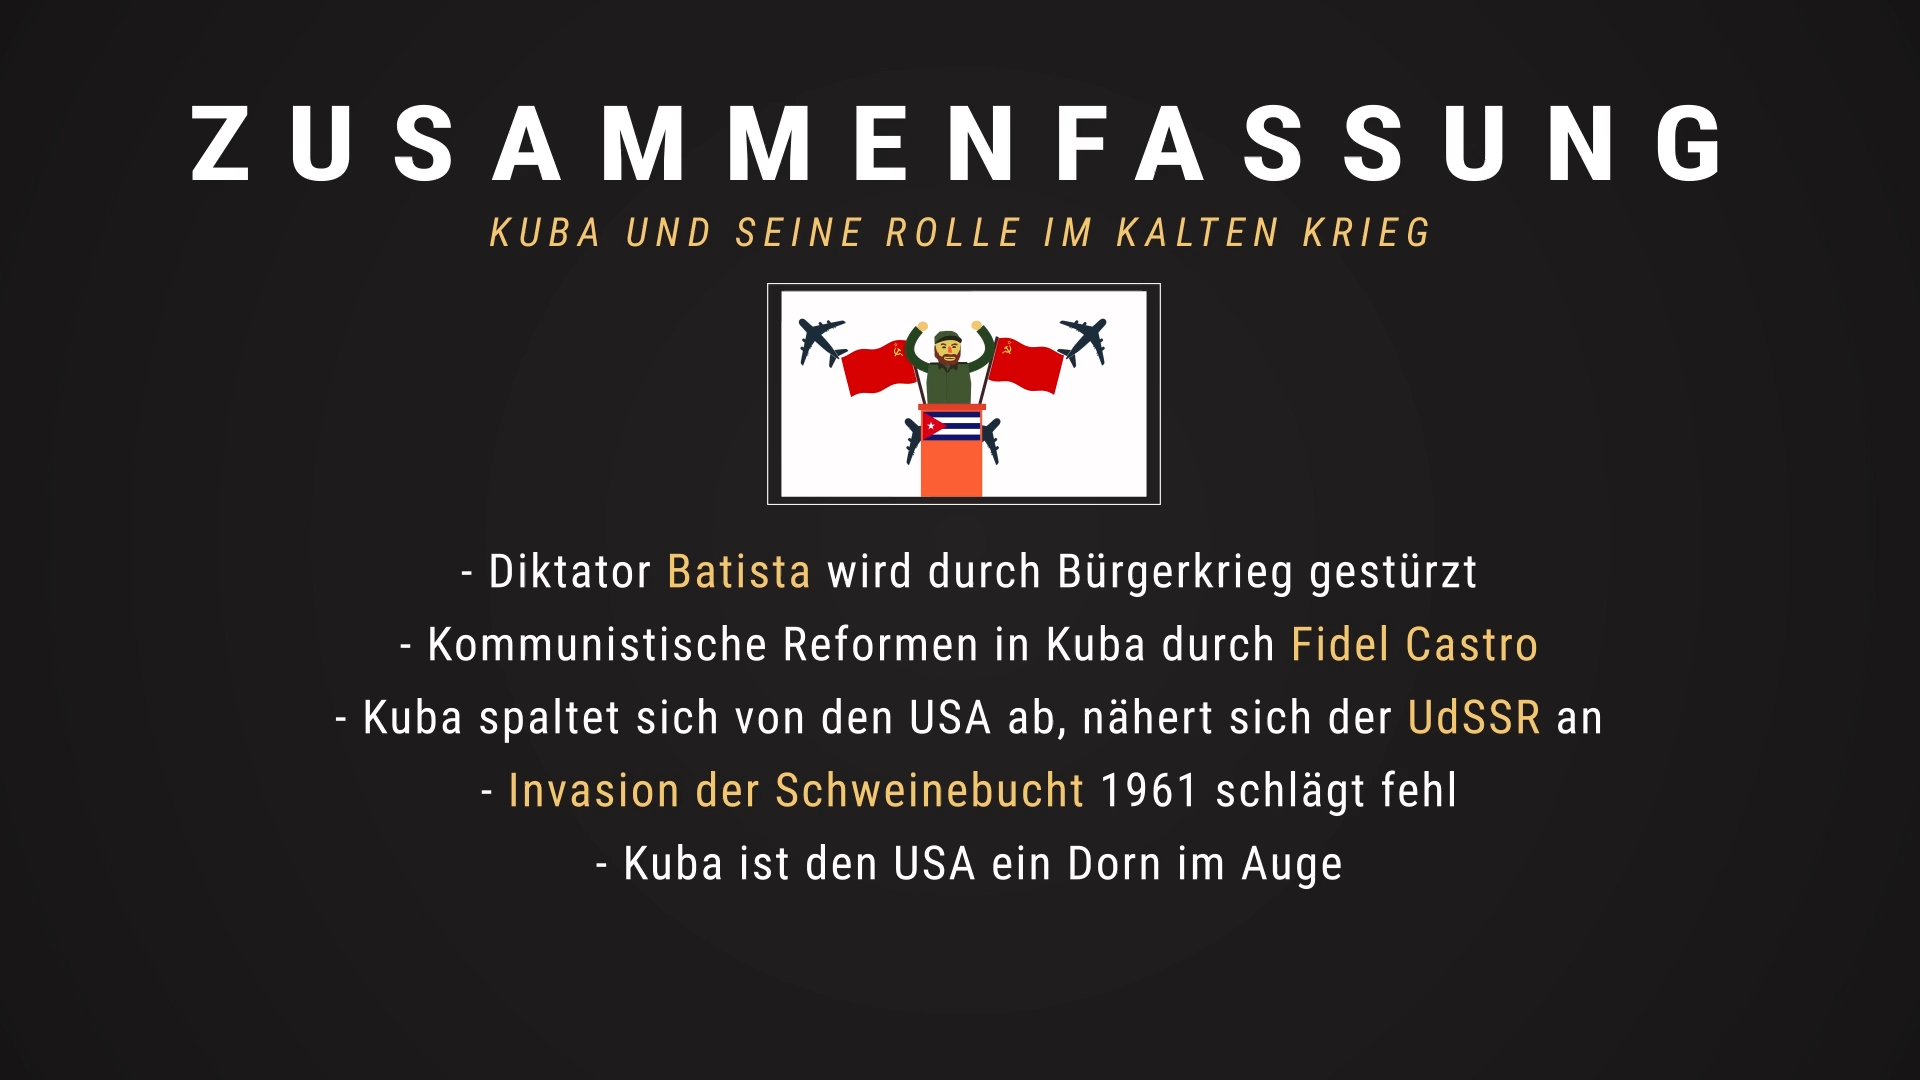 ZUSAMMENFASSUNG
KUBA UND SEINE ROLLE IM KALTEN KRIEG
- Diktator Batista wird durch Bürgerkrieg gestürzt
- Kommunistische Reformen in Kuba durch Fidel Castro
- Kuba spaltet sich von den USA ab, nähert sich der UdSSR an
- Invasion der Schweinebucht 1961 schlägt fehl
- Kuba ist den USA ein Dorn im Auge